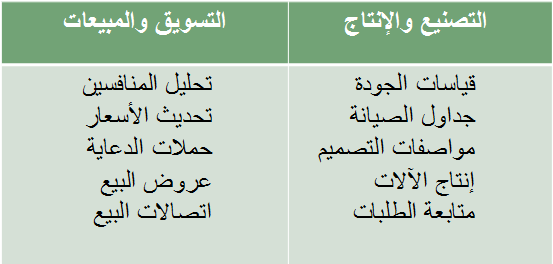 التصنيع والإنتاج
التسويق والمبيعات
قياسات الجودة
تحليل المنافسين
جداول الصيانة
تحديث الأسعار
مواصفات التصميم
حملات الدعاية
إنتاج الآلات
عروض البيع
متابعة الطلبات
اتصالات البيع